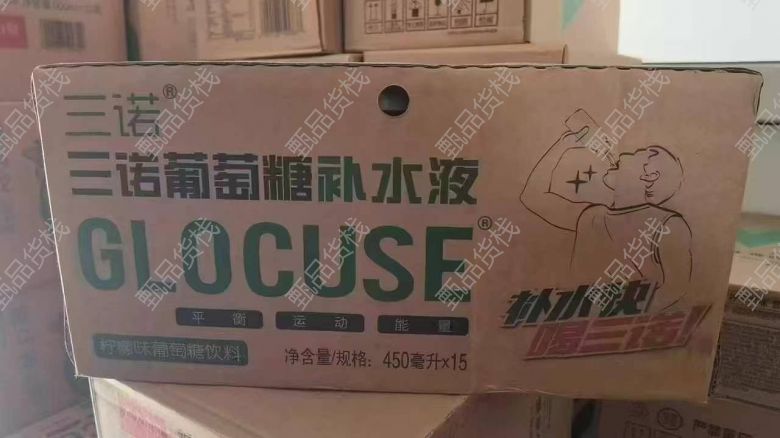 三诺®
三诺葡萄糖补水液
GLOCUSE®
平衡 运动 能量
柠檬味葡萄糖饮料
净含量/规格：450毫升×15
补水快
喝三诺！
甄品货栈